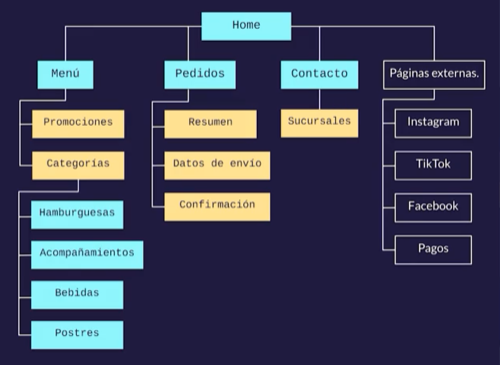 Home
Menú
Pedidos
Contacto
Páginas externas.
Promociones
Categorías
Hamburguesas
Acompañamientos
Bebidas
Postres
Resumen
Datos de envío
Confirmación
Sucursales
Instagram
TikTok
Facebook
Pagos